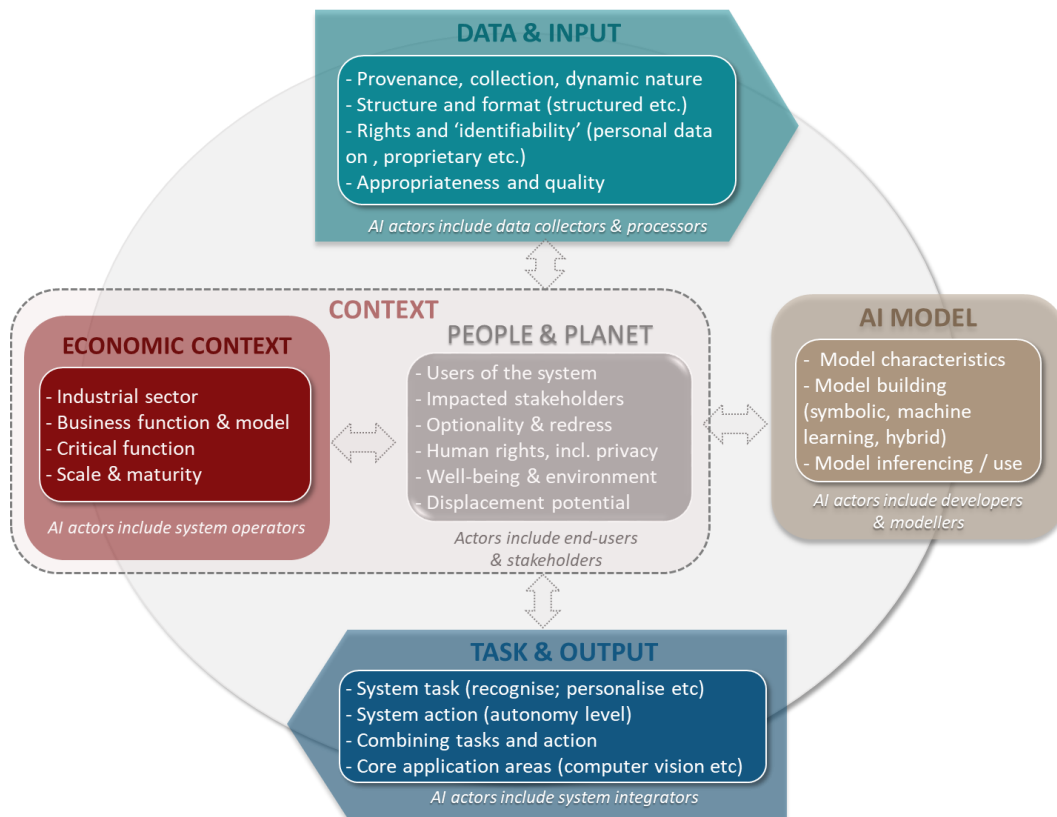 DATA & INPUT
- Provenance, collection, dynamic nature
- Structure and format (structured etc.)
- Rights and ‘identifiability’ (personal data
on , proprietary etc.)
- Appropriateness and quality
AI actors include data collectors & processors
CONTEXT
ECONOMIC CONTEXT
- Industrial sector
- Business function & model
- Critical function
- Scale & maturity
AI actors include system operators
PEOPLE & PLANET
- Users of the system
- Impacted stakeholders
- Optionality & redress
- Human rights, incl. privacy
- Well-being & environment
- Displacement potential
Actors include end-users
& stakeholders
AI MODEL
- Model characteristics
- Model building
(symbolic, machine
learning, hybrid)
- Model inferencing / use
AI actors include developers
& modellers
TASK & OUTPUT
- System task (recognise; personalise etc)
- System action (autonomy level)
- Combining tasks and action
- Core application areas (computer vision etc)
AI actors include system integrators